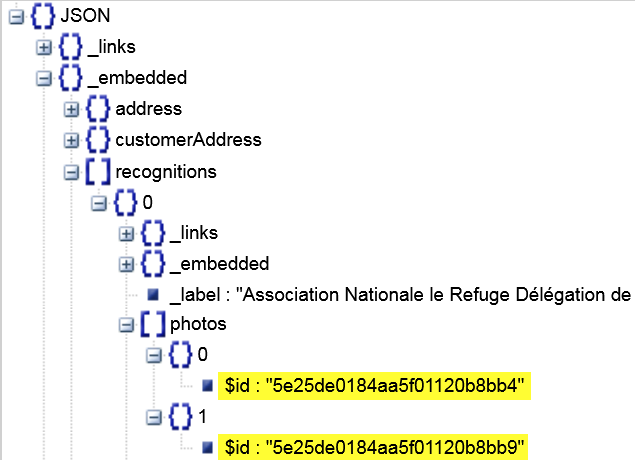 JSON
_links
_embedded
address
customerAddress
recognitions
0
_links
_embedded
_label : "Association Nationale le Refuge Délégation de
photos
0
$id : "5e25de0184aa5f01120b8bb4"
1
$id : "5e25de0184aa5f01120b8bb9"